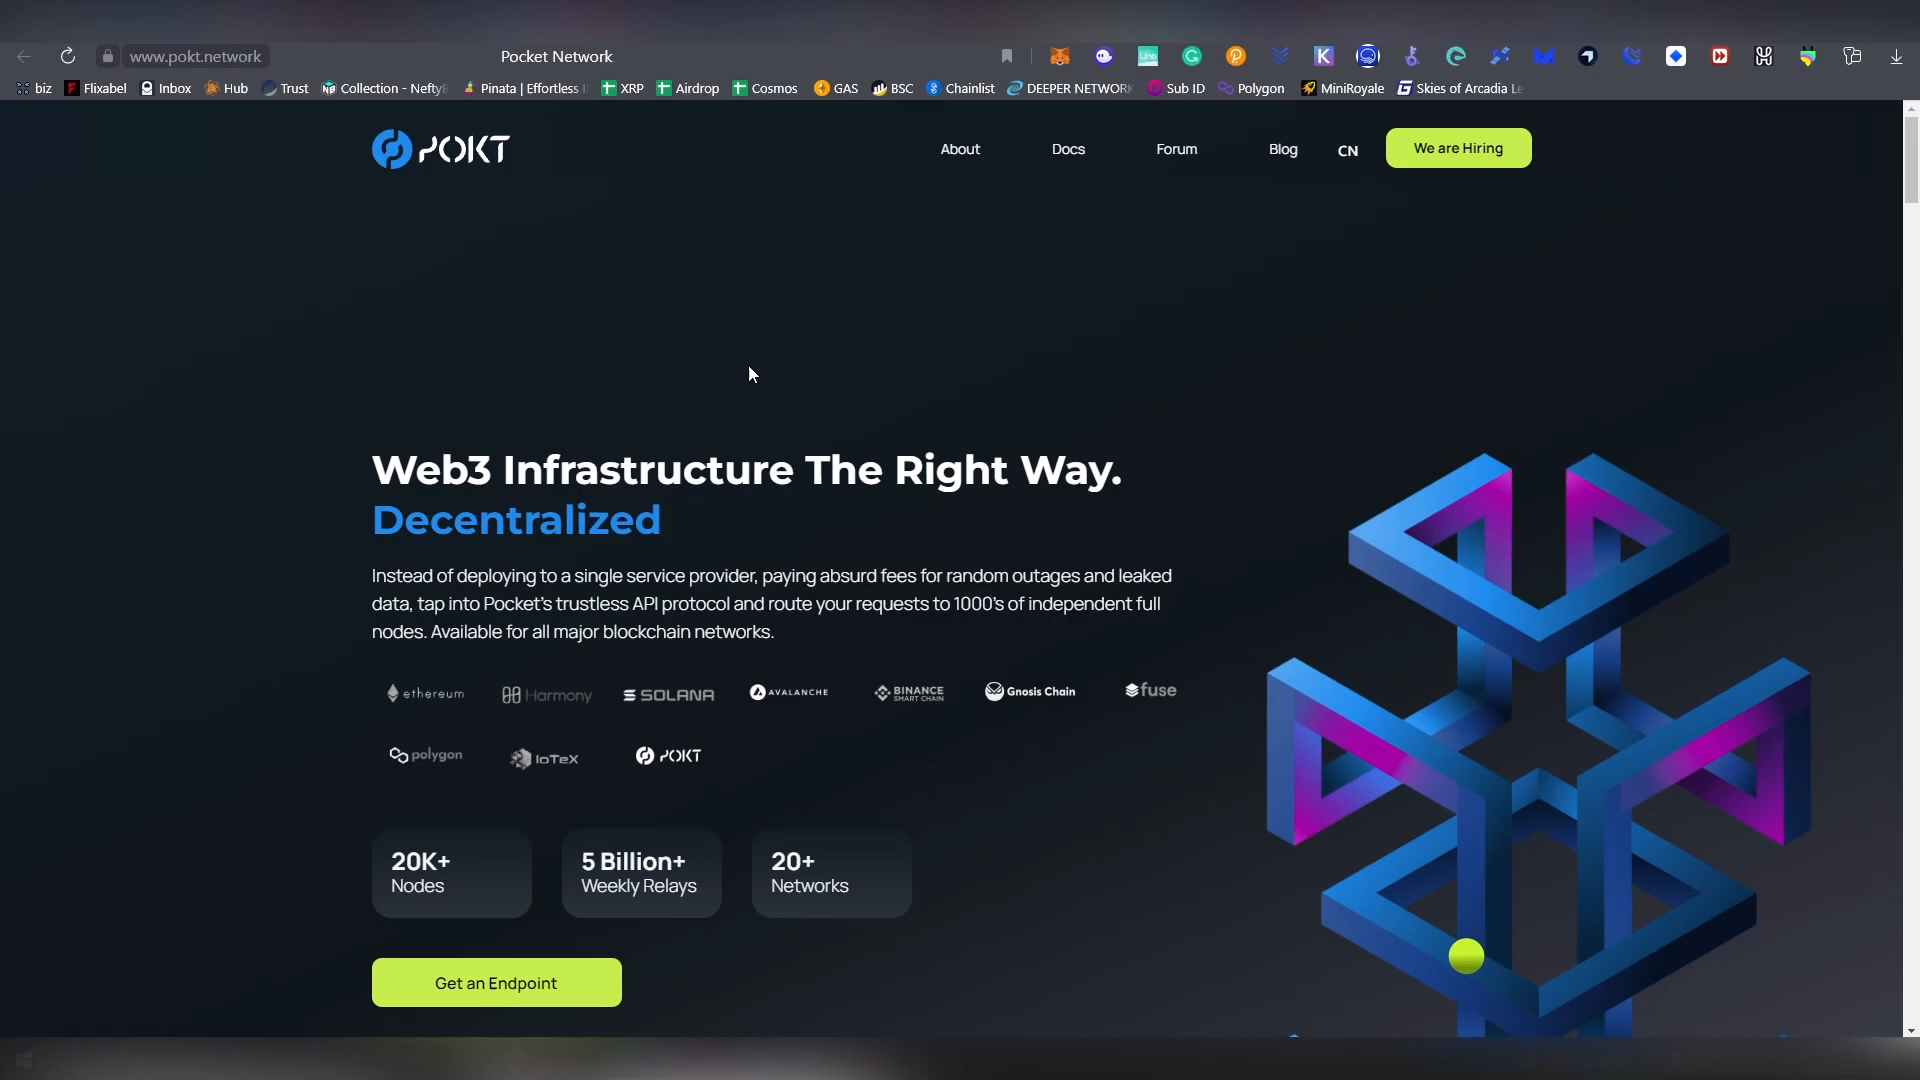 www.pokt.network
Pocket Network
biz Flixabel Inbox Hub Trust Collection - Nefty Pinata | Effortless XRP Airdrop Cosmos GAS BSC Chainlist DEEPER NETWORK Sub ID Polygon MiniRoyale Skies of Arcadia Le
POKT
About Docs Forum Blog CN We are Hiring
Web3 Infrastructure The Right Way.
Decentralized
Instead of deploying to a single service provider, paying absurd fees for random outages and leaked
data, tap into Pocket's trustless API protocol and route your requests to 1000's of independent full
nodes. Available for all major blockchain networks.
ethereum Harmony SOLANA AVALANCHE BINANCE SMART CHAIN Gnosis Chain fuse
polygon IoTeX POKT
20K+ 5 Billion+ 20+
Nodes Weekly Relays Networks
Get an Endpoint